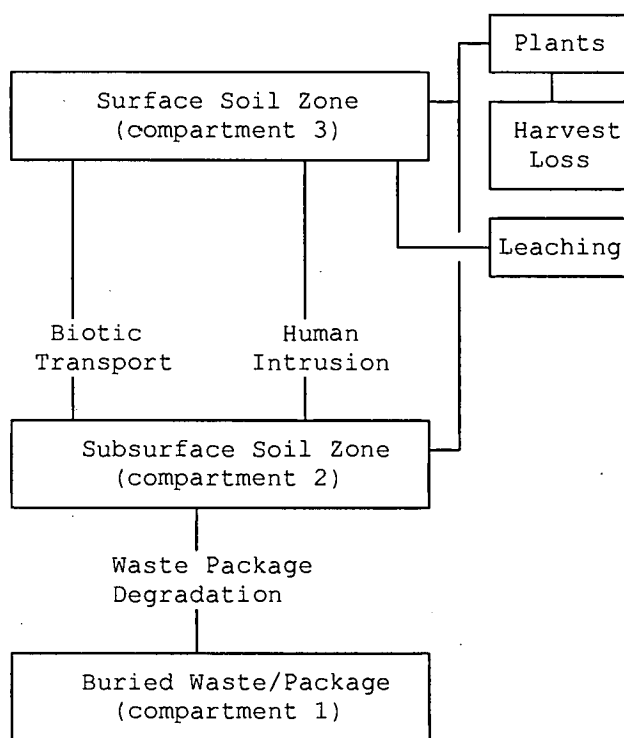 Plants
Surface Soil Zone
(compartment 3)
Harvest
Loss
Leaching
Biotic
Transport
Human
Intrusion
Subsurface Soil Zone
(compartment 2)
Waste Package
Degradation
Buried Waste/Package
(compartment 1)